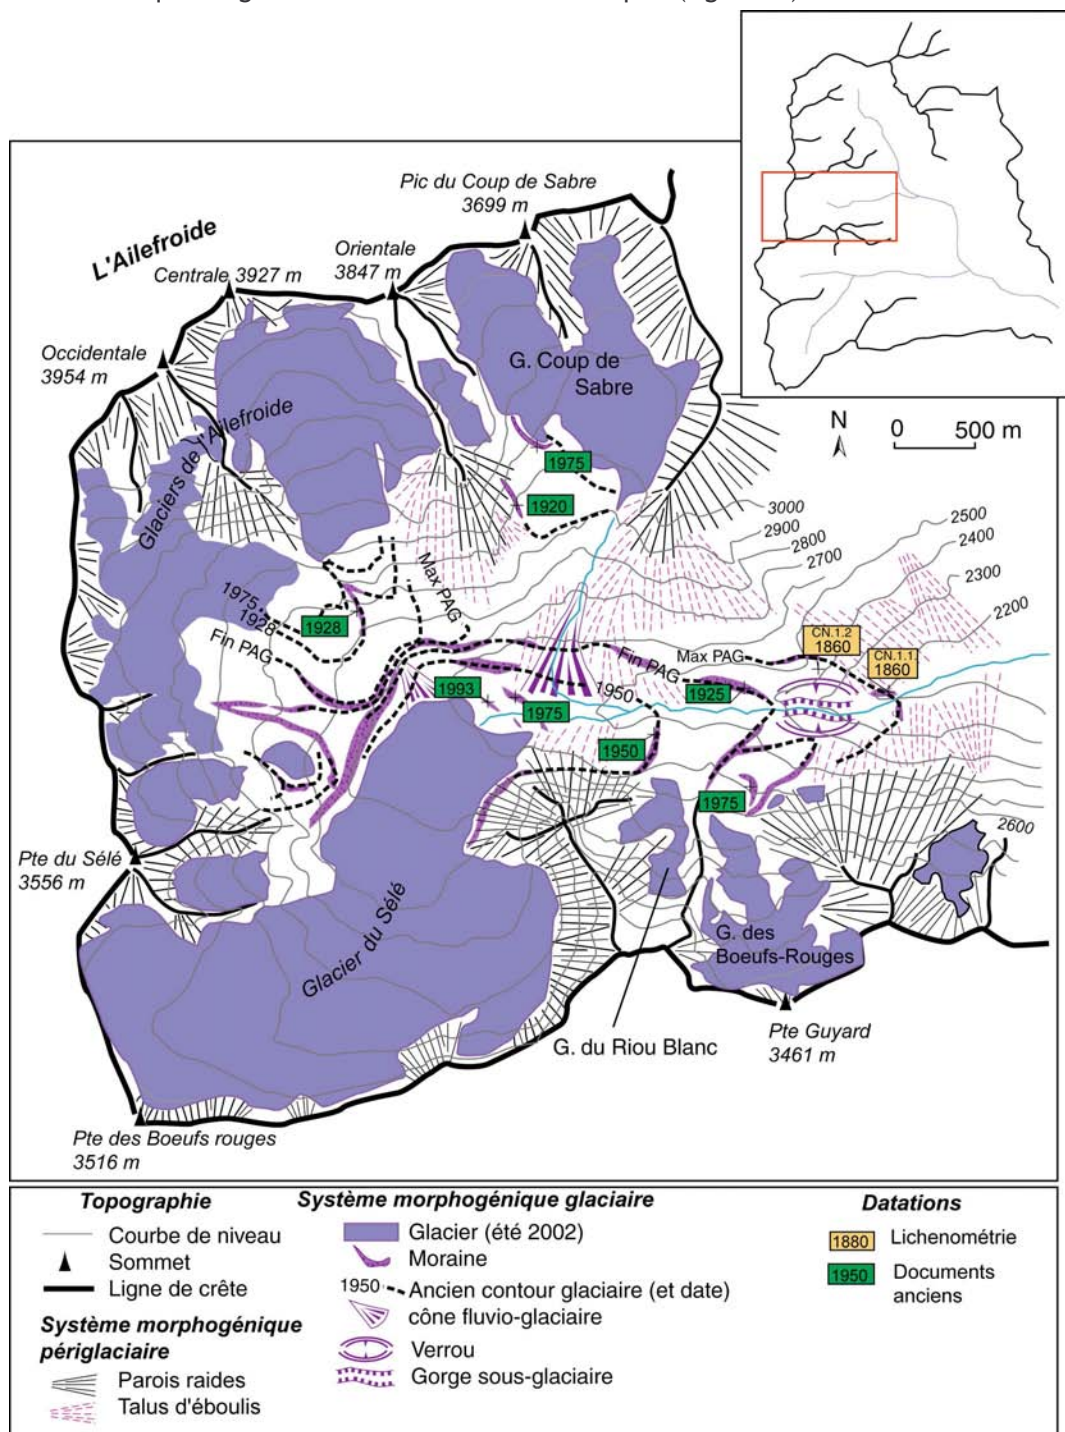 L'Ailefroide
Pic du Coup de Sabre
3699 m
Orientale
3847 m
Centrale 3927 m
Occidentale
3954 m
G. Coup de
Sabre
N
0 500 m
Glaciers de l'Ailefroide
1975
1920
3000
2900
2800
2700
2500
2400
2300
2200
Max PAG
1975
1928
1928
Fin PAG
CN.1.2
1860
CN.1.1
1860
Fin PAG
Max PAG
1993
1950
1925
1975
1950
1975
2600
Pte du Sélé
3556 m
Glacier du Sélé
G. des
Boeufs-Rouges
G. du Riou Blanc
Pte Guyard
3461 m
Pte des Boeufs rouges
3516 m
Topographie
Courbe de niveau
Sommet
Ligne de crête
Système morphogénique
périglaciaire
Parois raides
Talus d'éboulis
Système morphogénique glaciaire
Glacier (été 2002)
Moraine
1950 Ancien contour glaciaire (et date)
cône fluvio-glaciaire
Verrou
Gorge sous-glaciaire
Datations
1880 Lichenométrie
1950 Documents
anciens